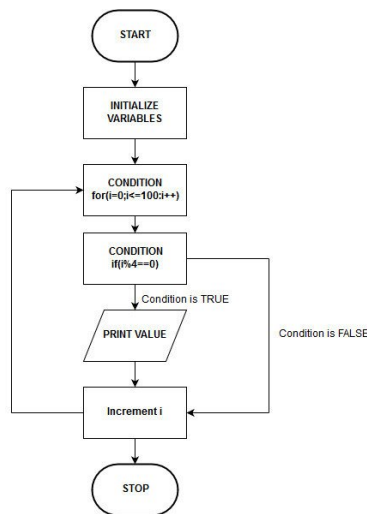 START
INITIALIZE
VARIABLES
CONDITION
for(i=0;i<=100:i++)
CONDITION
if(i%4==0)
Condition is TRUE
PRINT VALUE
Condition is FALSE
Increment i
STOP